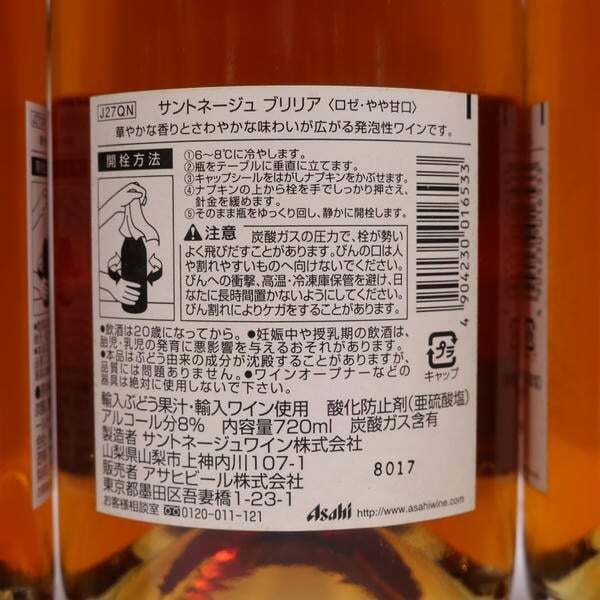 J27QN サントネージュ ブリリア〈ロゼ・やや甘口〉
華やかな香りとさわやかな味わいが広がる発泡性ワインです。
開栓方法
①6〜8℃に冷やします。
②瓶をテーブルに垂直に立てます。
③キャップシールをはがしナプキンをかぶせます。
④ナプキンの上から栓を手でしっかり押さえ、
針金を緩めます。
⑤そのまま瓶をゆっくり回し、静かに開栓します。
注意 炭酸ガスの圧力で、栓が勢い
よく飛びだすことがあります。びんの口は人
や割れやすいものへ向けないでください。
びんへの衝撃、高温・冷凍庫保管を避け、日
なたに長時間置かないようにしてください。
びん割れによりケガをすることがあります。
●飲酒は20歳になってから。●妊娠中や授乳期の飲酒は、
胎児・乳児の発育に悪影響を与えるおそれがあります。
●本品はぶどう由来の成分が沈殿することがありますが、
品質には問題ありません。●ワインオープナーなどの
器具は絶対に使用しないでください。
輸入ぶどう果汁・輸入ワイン使用 酸化防止剤(亜硫酸塩)
アルコール分8% 内容量720ml 炭酸ガス含有
製造者 サントネージュワイン株式会社
山梨県山梨市上神内川107-1
販売者 アサヒビール株式会社
東京都墨田区吾妻橋1-23-1
お客様相談室 0120-011-121
8017
Asahi http://www.asahiwine.com/
4904230016533
プラ
キャップ